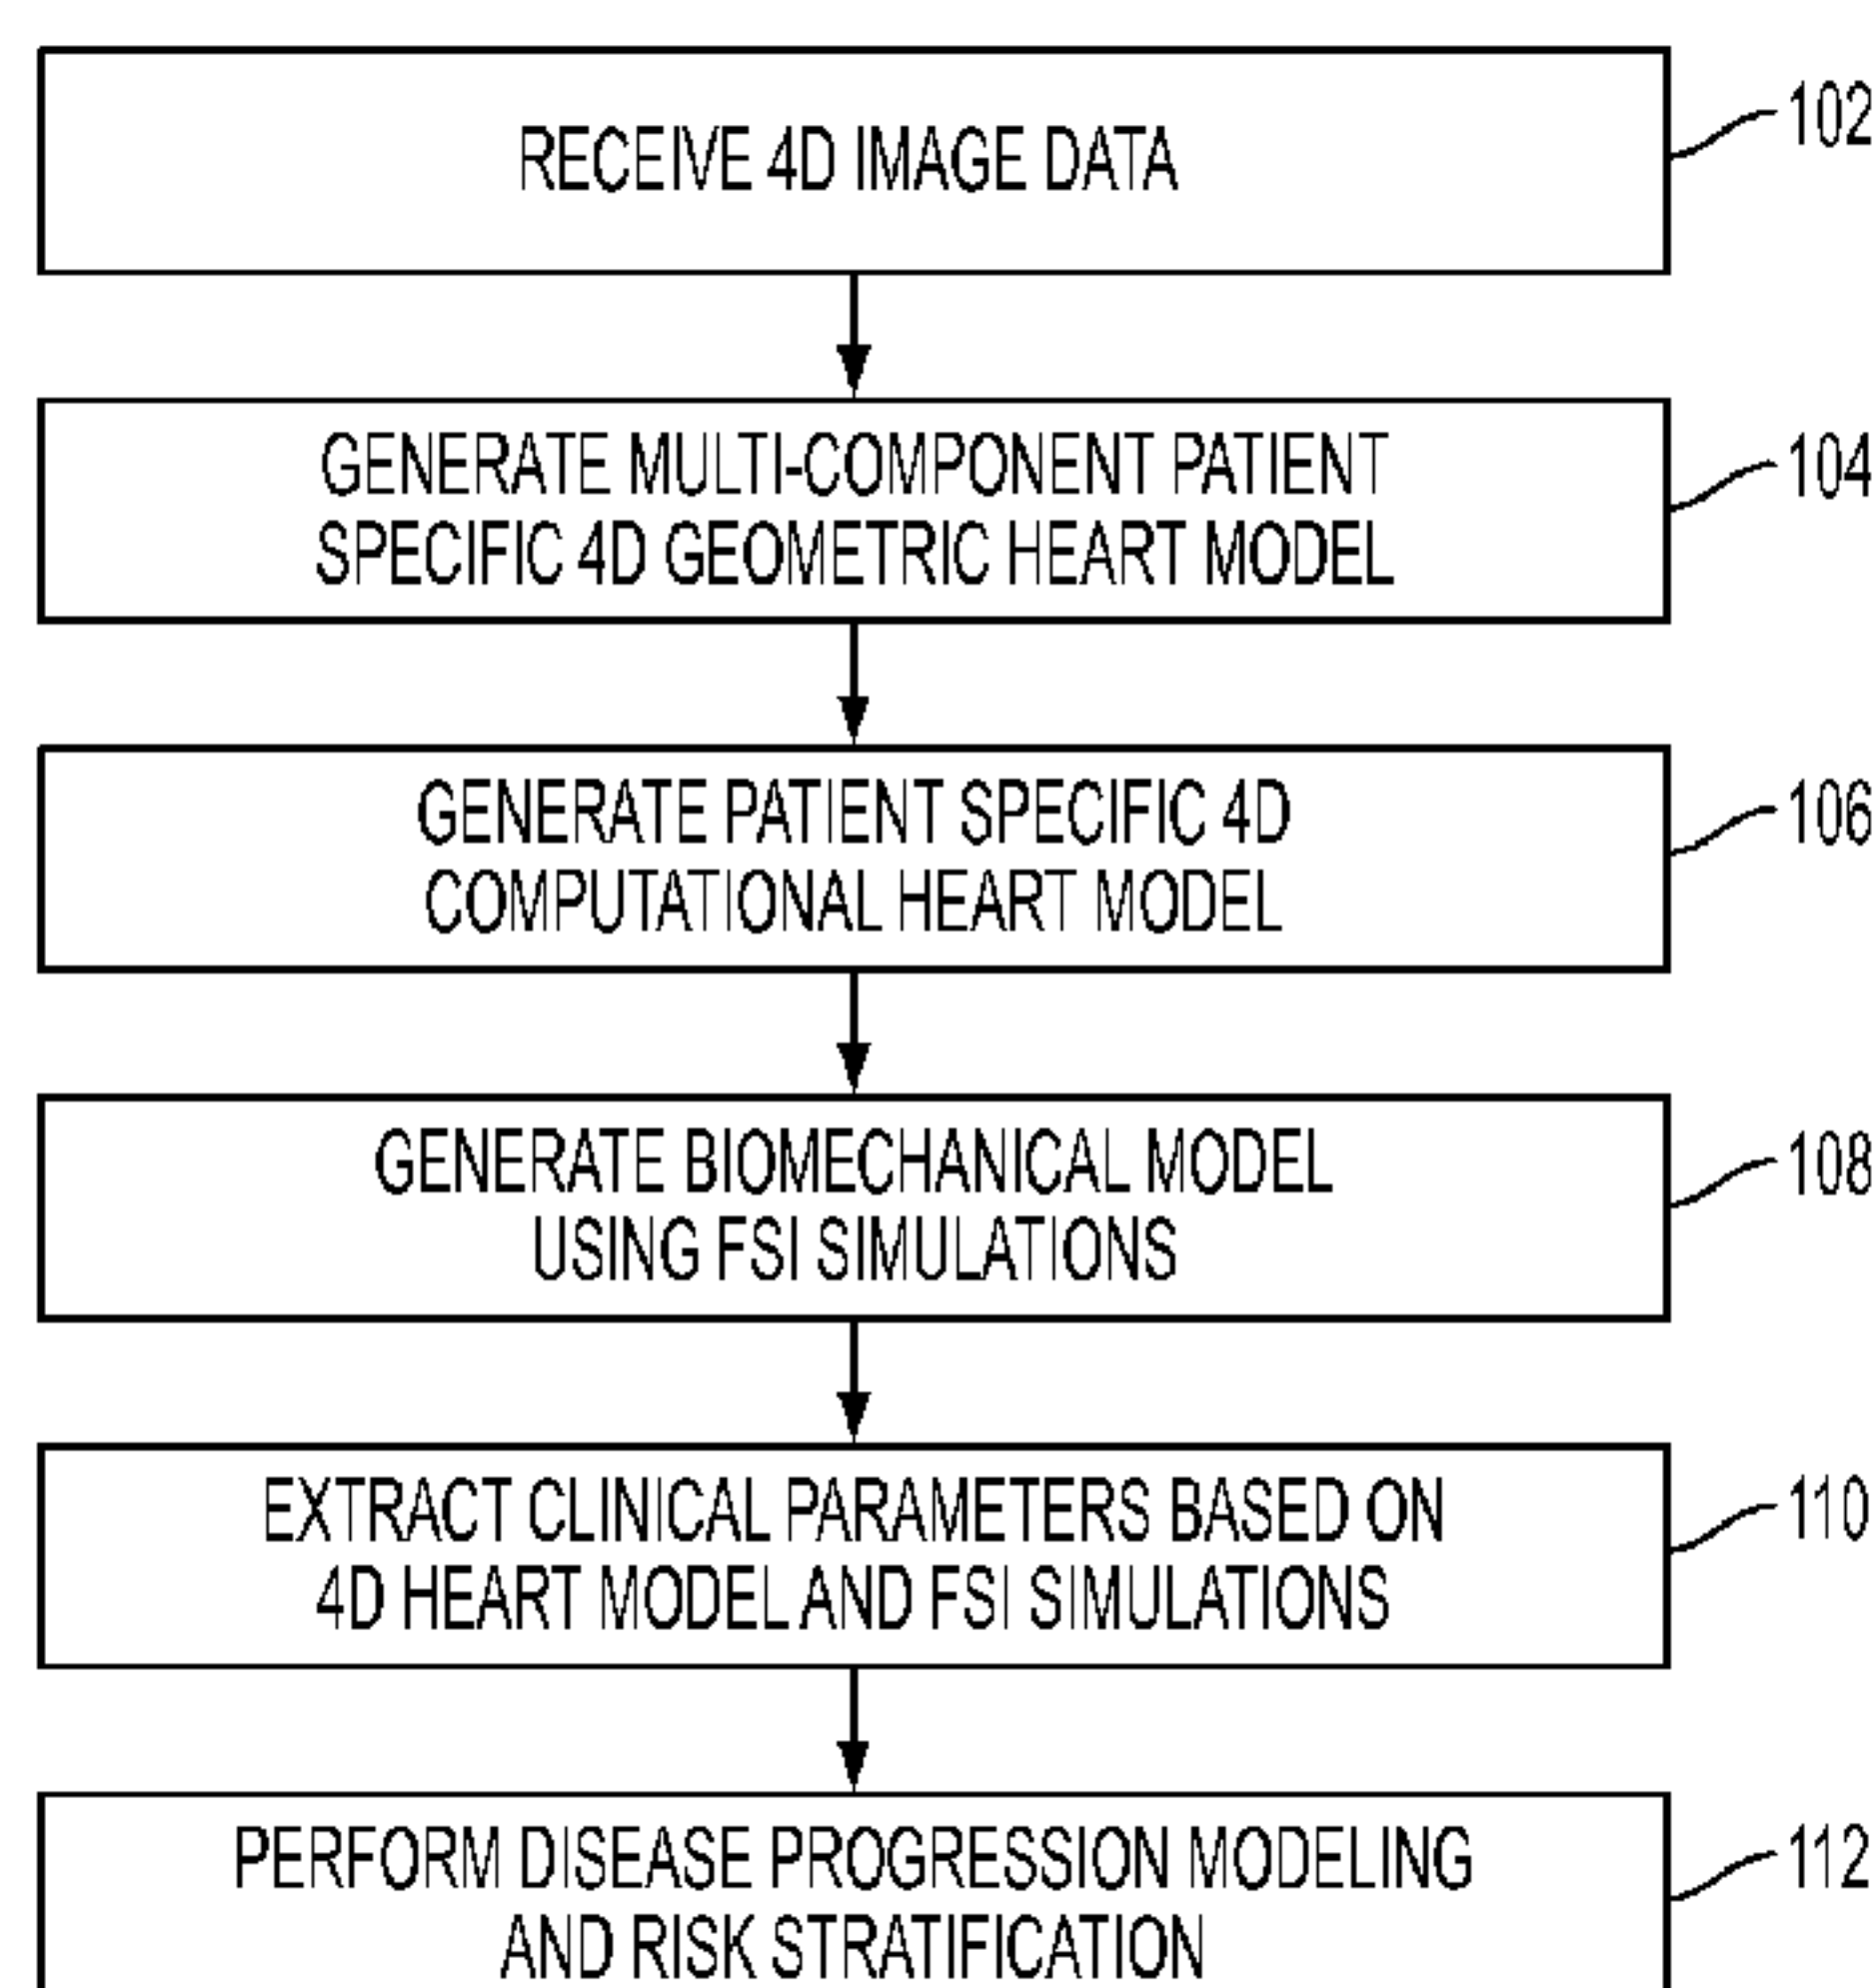 RECEIVE 4D IMAGE DATA
102
GENERATE MULTI-COMPONENT PATIENT
SPECIFIC 4D GEOMETRIC HEART MODEL
104
GENERATE PATIENT SPECIFIC 4D
COMPUTATIONAL HEART MODEL
106
GENERATE BIOMECHANICAL MODEL
USING FSI SIMULATIONS
108
EXTRACT CLINICAL PARAMETERS BASED ON
4D HEART MODEL AND FSI SIMULATIONS
110
PERFORM DISEASE PROGRESSION MODELING
AND RISK STRATIFICATION
112